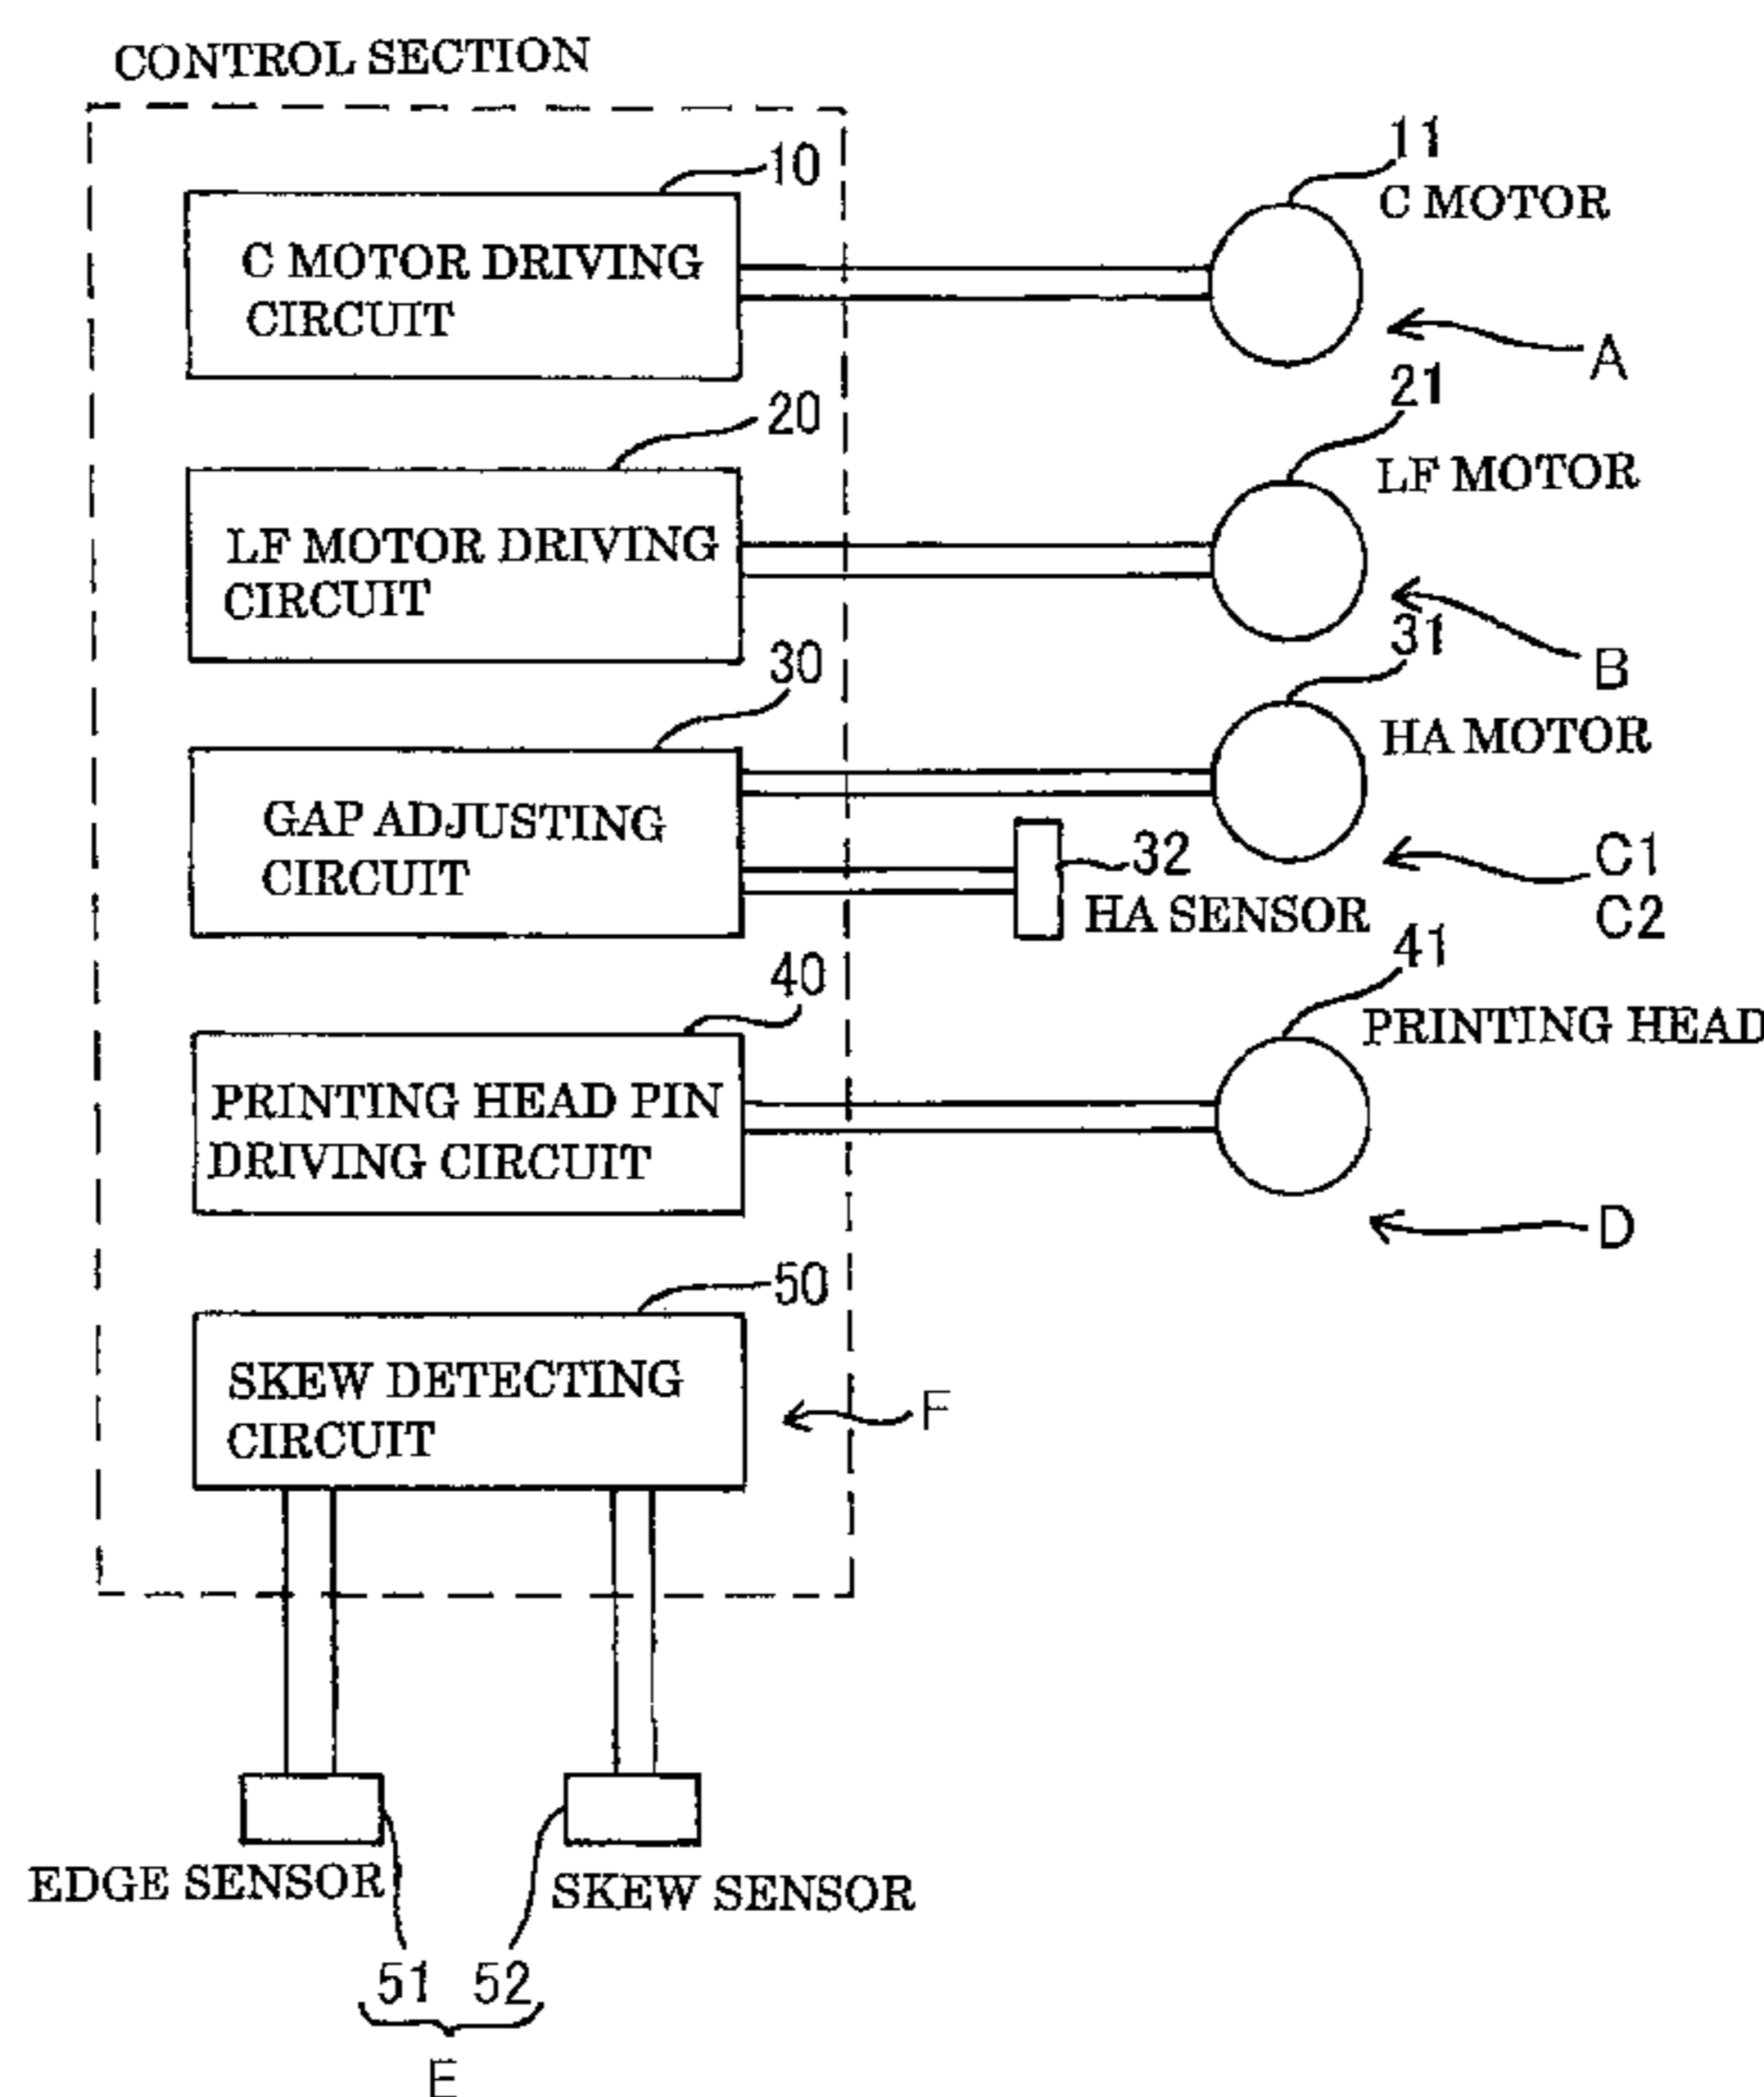 CONTROL SECTION
10
C MOTOR DRIVING
CIRCUIT
11
C MOTOR
A
20
LF MOTOR DRIVING
CIRCUIT
21
LF MOTOR
B
30
GAP ADJUSTING
CIRCUIT
31
HA MOTOR
32
HA SENSOR
C1
C2
40
PRINTING HEAD PIN
DRIVING CIRCUIT
41
PRINTING HEAD
D
50
SKEW DETECTING
CIRCUIT
F
EDGE SENSOR
SKEW SENSOR
51 52
E